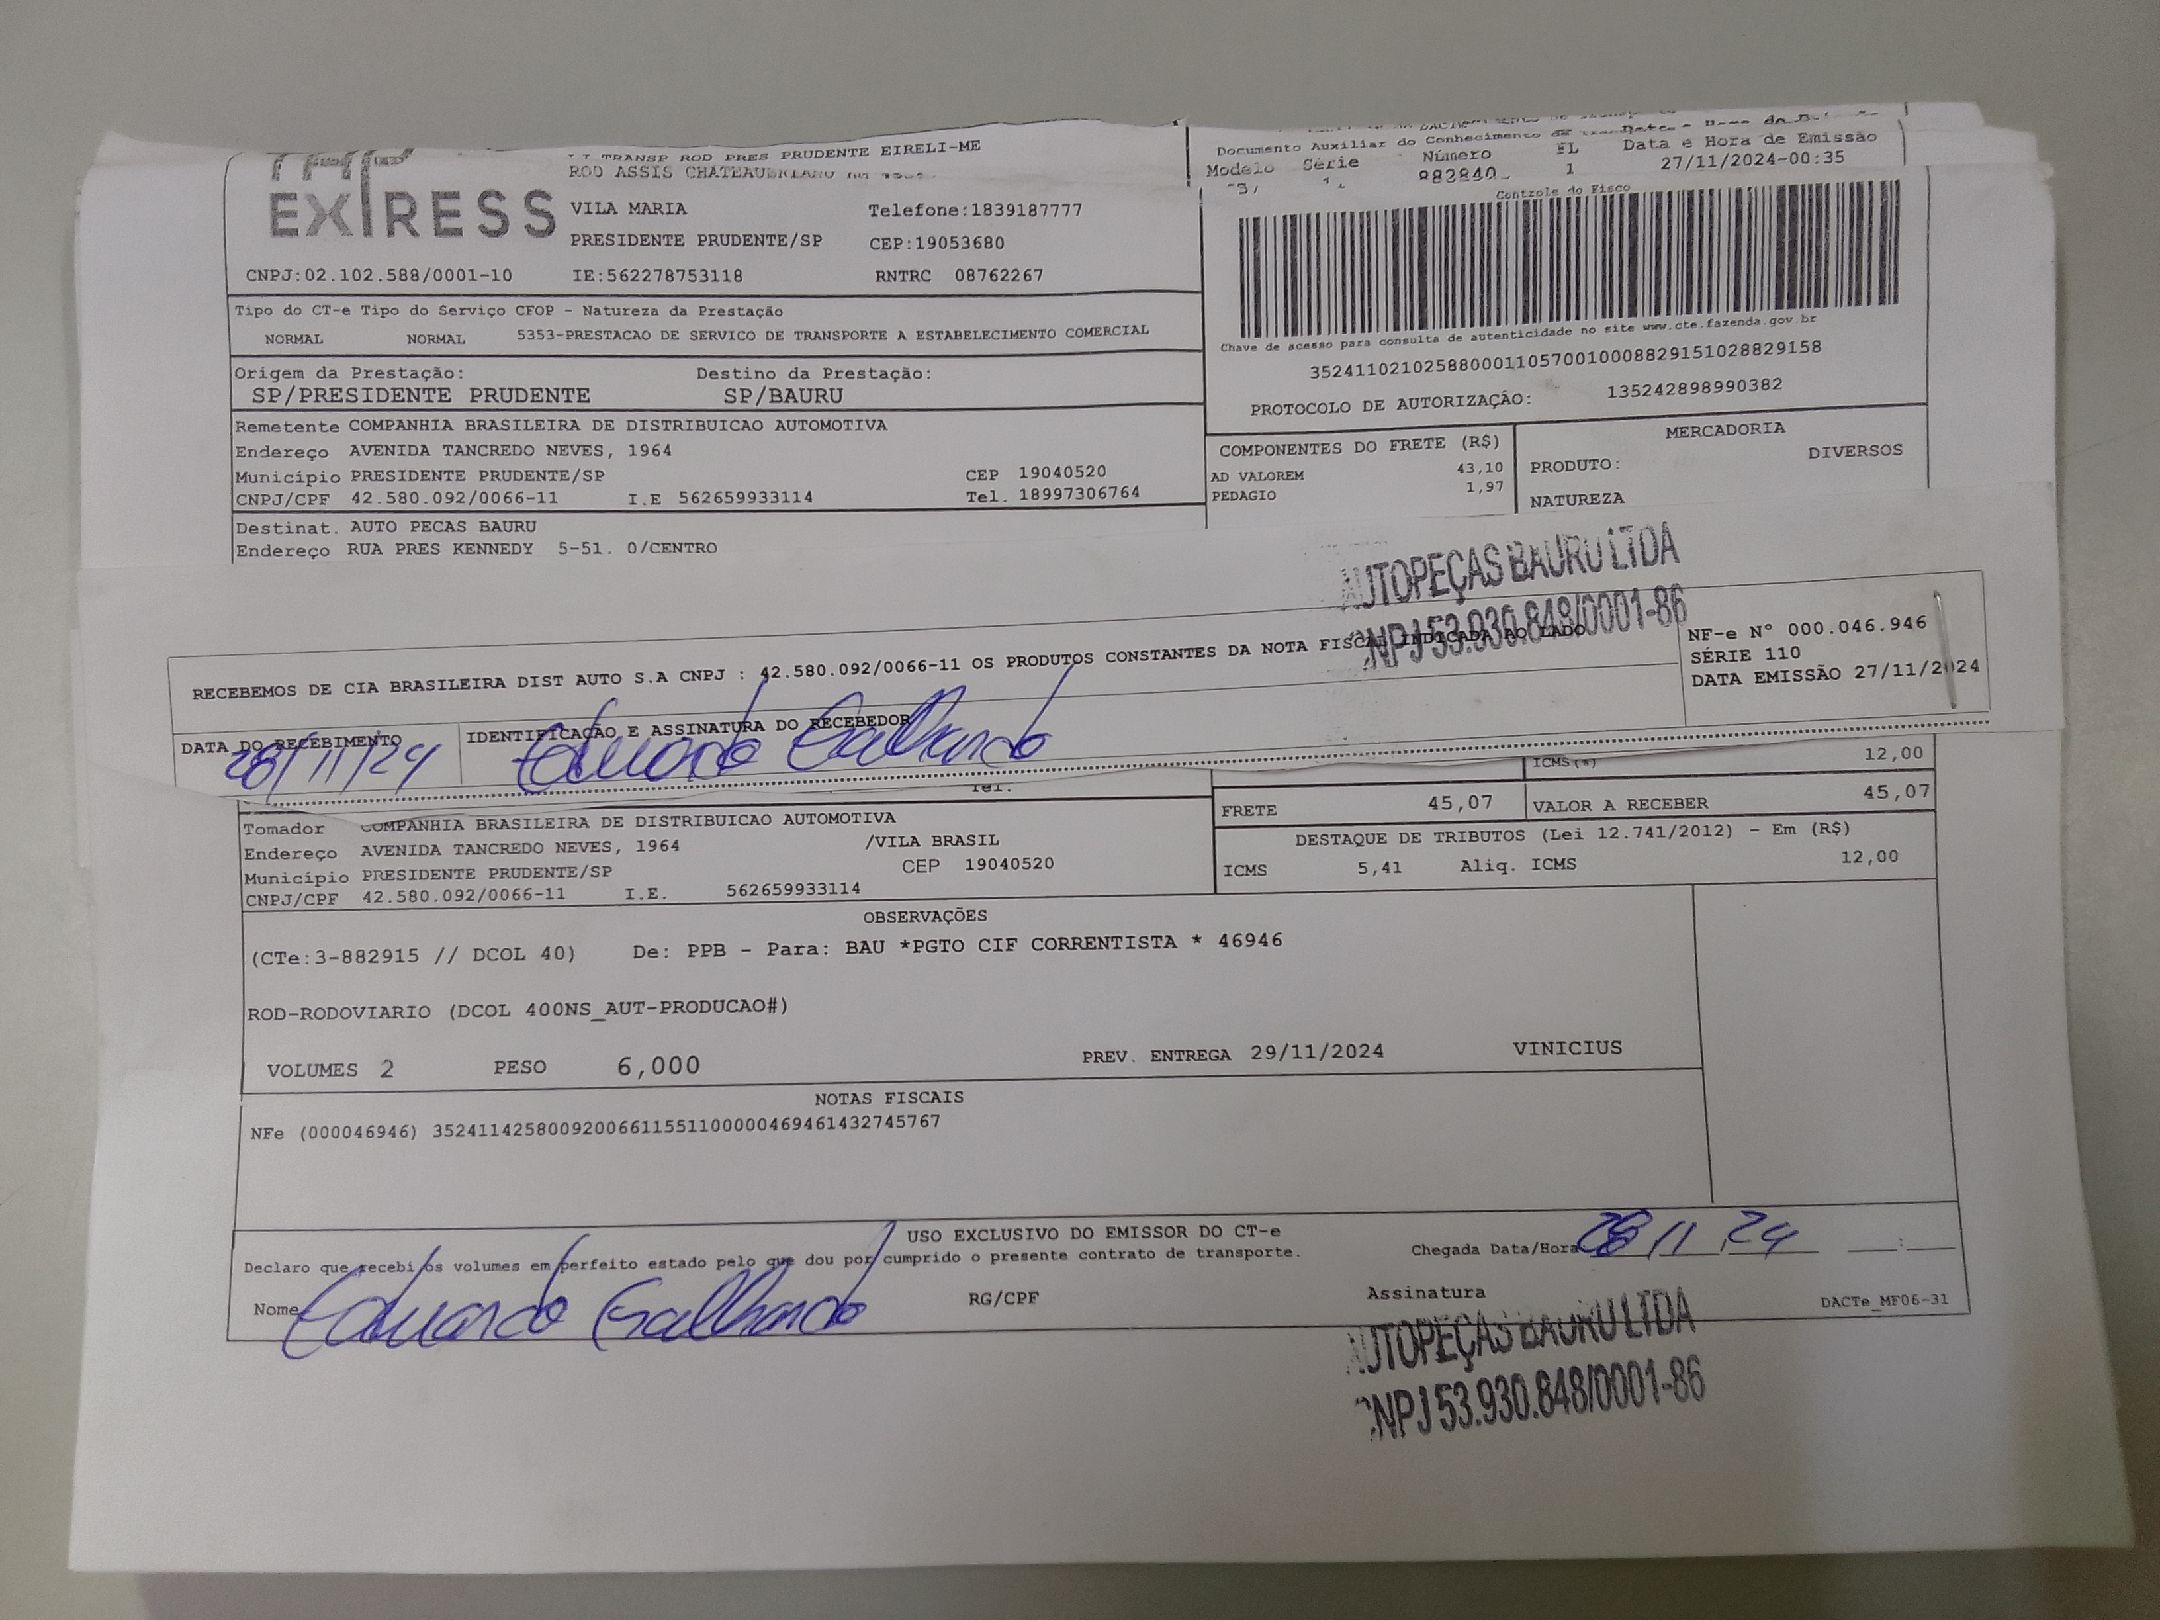 EXPRESS
TRANSP ROD PRES PRUDENTE EIRELI-ME
ROD ASSIS CHATEAUBRIAND
VILA MARIA Telefone:1839187777
PRESIDENTE PRUDENTE/SP CEP:19053680
CNPJ:02.102.588/0001-10 IE:562278753118 RNTRC 08762267
Documento Auxiliar do Conhecimento de
Modelo Série Número FL Data e Hora de Emissão
1 27/11/2024-00:35
Controle do Fisco
Chave de acesso para consulta de autenticidade no site www.cte.fazenda.gov.br
35241102102588000110570010008829151028829158
PROTOCOLO DE AUTORIZAÇÃO: 135242898990382
Tipo do CT-e Tipo do Serviço CFOP - Natureza da Prestação
NORMAL NORMAL 5353-PRESTACAO DE SERVICO DE TRANSPORTE A ESTABELECIMENTO COMERCIAL
Origem da Prestação: Destino da Prestação:
SP/PRESIDENTE PRUDENTE SP/BAURU
Remetente COMPANHIA BRASILEIRA DE DISTRIBUICAO AUTOMOTIVA
Endereço AVENIDA TANCREDO NEVES, 1964
Município PRESIDENTE PRUDENTE/SP CEP 19040520
CNPJ/CPF 42.580.092/0066-11 I.E 562659933114 Tel. 18997306764
COMPONENTES DO FRETE (R$)
AD VALOREM 43,10
PEDAGIO 1,97
MERCADORIA
PRODUTO: DIVERSOS
NATUREZA
Destinat. AUTO PECAS BAURU
Endereço RUA PRES KENNEDY 5-51. 0/CENTRO
AUTOPEÇAS BAURU LTDA
CNPJ 53.930.848/0001-86
RECEBEMOS DE CIA BRASILEIRA DIST AUTO S.A CNPJ : 42.580.092/0066-11 OS PRODUTOS CONSTANTES DA NOTA FISCAL INDICADA AO LADO
NF-e Nº 000.046.946
SÉRIE 110
DATA EMISSÃO 27/11/2024
DATA DO RECEBIMENTO IDENTIFICAÇÃO E ASSINATURA DO RECEBEDOR
28/11/24 Eduardo Galhardo
Tel.
ICMS(%) 12,00
FRETE 45,07 VALOR A RECEBER 45,07
Tomador COMPANHIA BRASILEIRA DE DISTRIBUICAO AUTOMOTIVA
Endereço AVENIDA TANCREDO NEVES, 1964 /VILA BRASIL
Município PRESIDENTE PRUDENTE/SP CEP 19040520
CNPJ/CPF 42.580.092/0066-11 I.E. 562659933114
DESTAQUE DE TRIBUTOS (Lei 12.741/2012) - Em (R$)
ICMS 5,41 Aliq. ICMS 12,00
OBSERVAÇÕES
(CTe:3-882915 // DCOL 40) De: PPB - Para: BAU *PGTO CIF CORRENTISTA * 46946
ROD-RODOVIARIO (DCOL 400NS_AUT-PRODUCAO#)
VOLUMES 2 PESO 6,000 PREV. ENTREGA 29/11/2024 VINICIUS
NOTAS FISCAIS
NFe (000046946) 35241142580092006611551100000469461432745767
USO EXCLUSIVO DO EMISSOR DO CT-e
Declaro que recebi os volumes em perfeito estado pelo que dou por cumprido o presente contrato de transporte.
Chegada Data/Hora 28/11/24 __:__
Nome Eduardo Galhardo RG/CPF Assinatura
DACTe_MF06-31
AUTOPEÇAS BAURU LTDA
CNPJ 53.930.848/0001-86